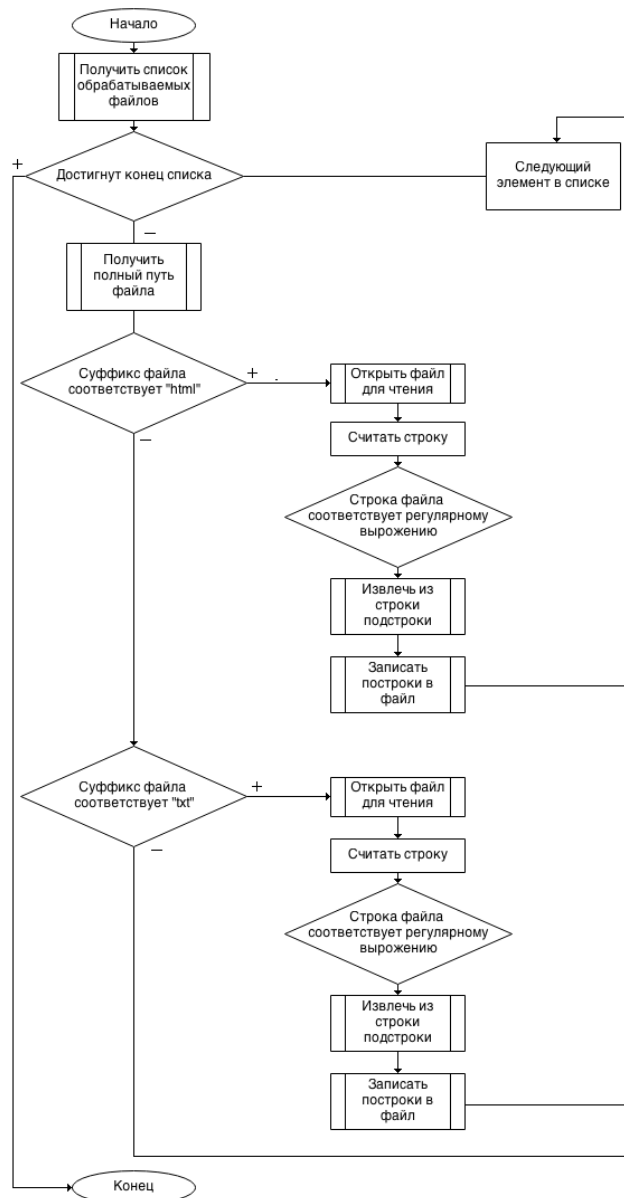 Начало
Получить список
обрабатываемых
файлов
+
Достигнут конец списка
Следующий
элемент в списке
—
Получить
полный путь
файла
Суффикс файла
соответствует "html"
+
Открыть файл
для чтения
—
Считать строку
Строка файла
соответствует регулярному
вырожению
Извлечь из
строки
подстроки
Записать
построки в
файл
Суффикс файла
соответствует "txt"
+
Открыть файл
для чтения
—
Считать строку
Строка файла
соответствует регулярному
вырожению
Извлечь из
строки
подстроки
Записать
построки в
файл
Конец